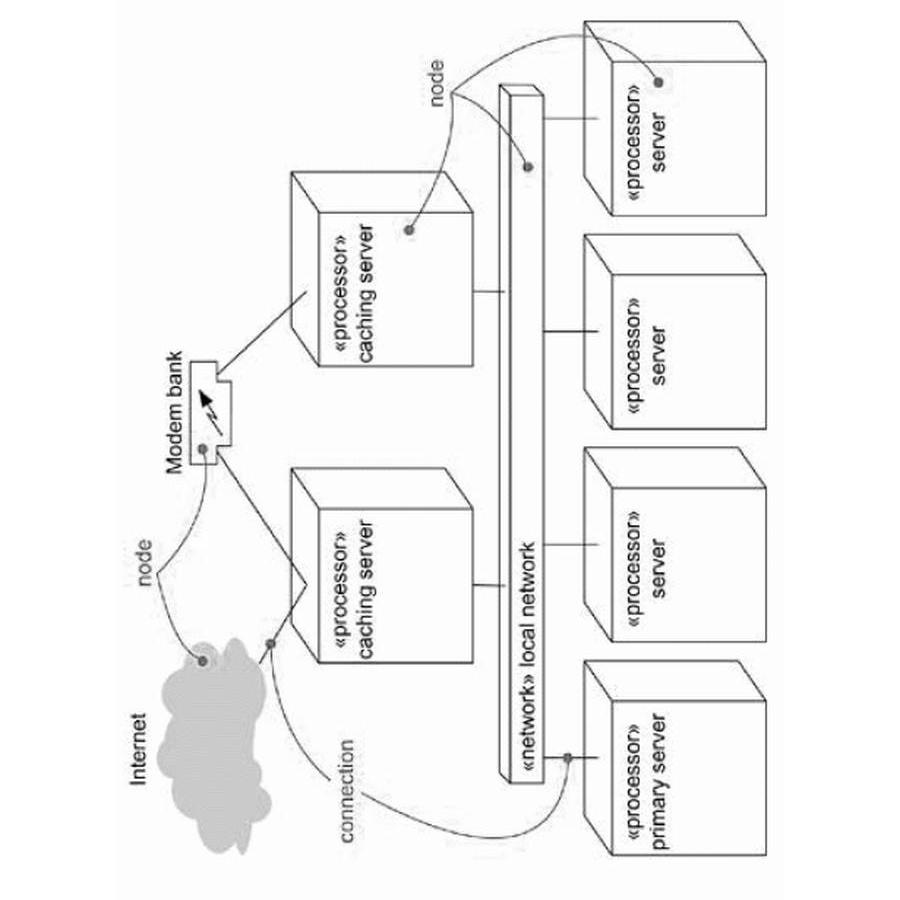 Internet
node
Modem bank
connection
«processor»
caching server
«processor»
caching server
node
«network» local network
«processor»
primary server
«processor»
server
«processor»
server
«processor»
server